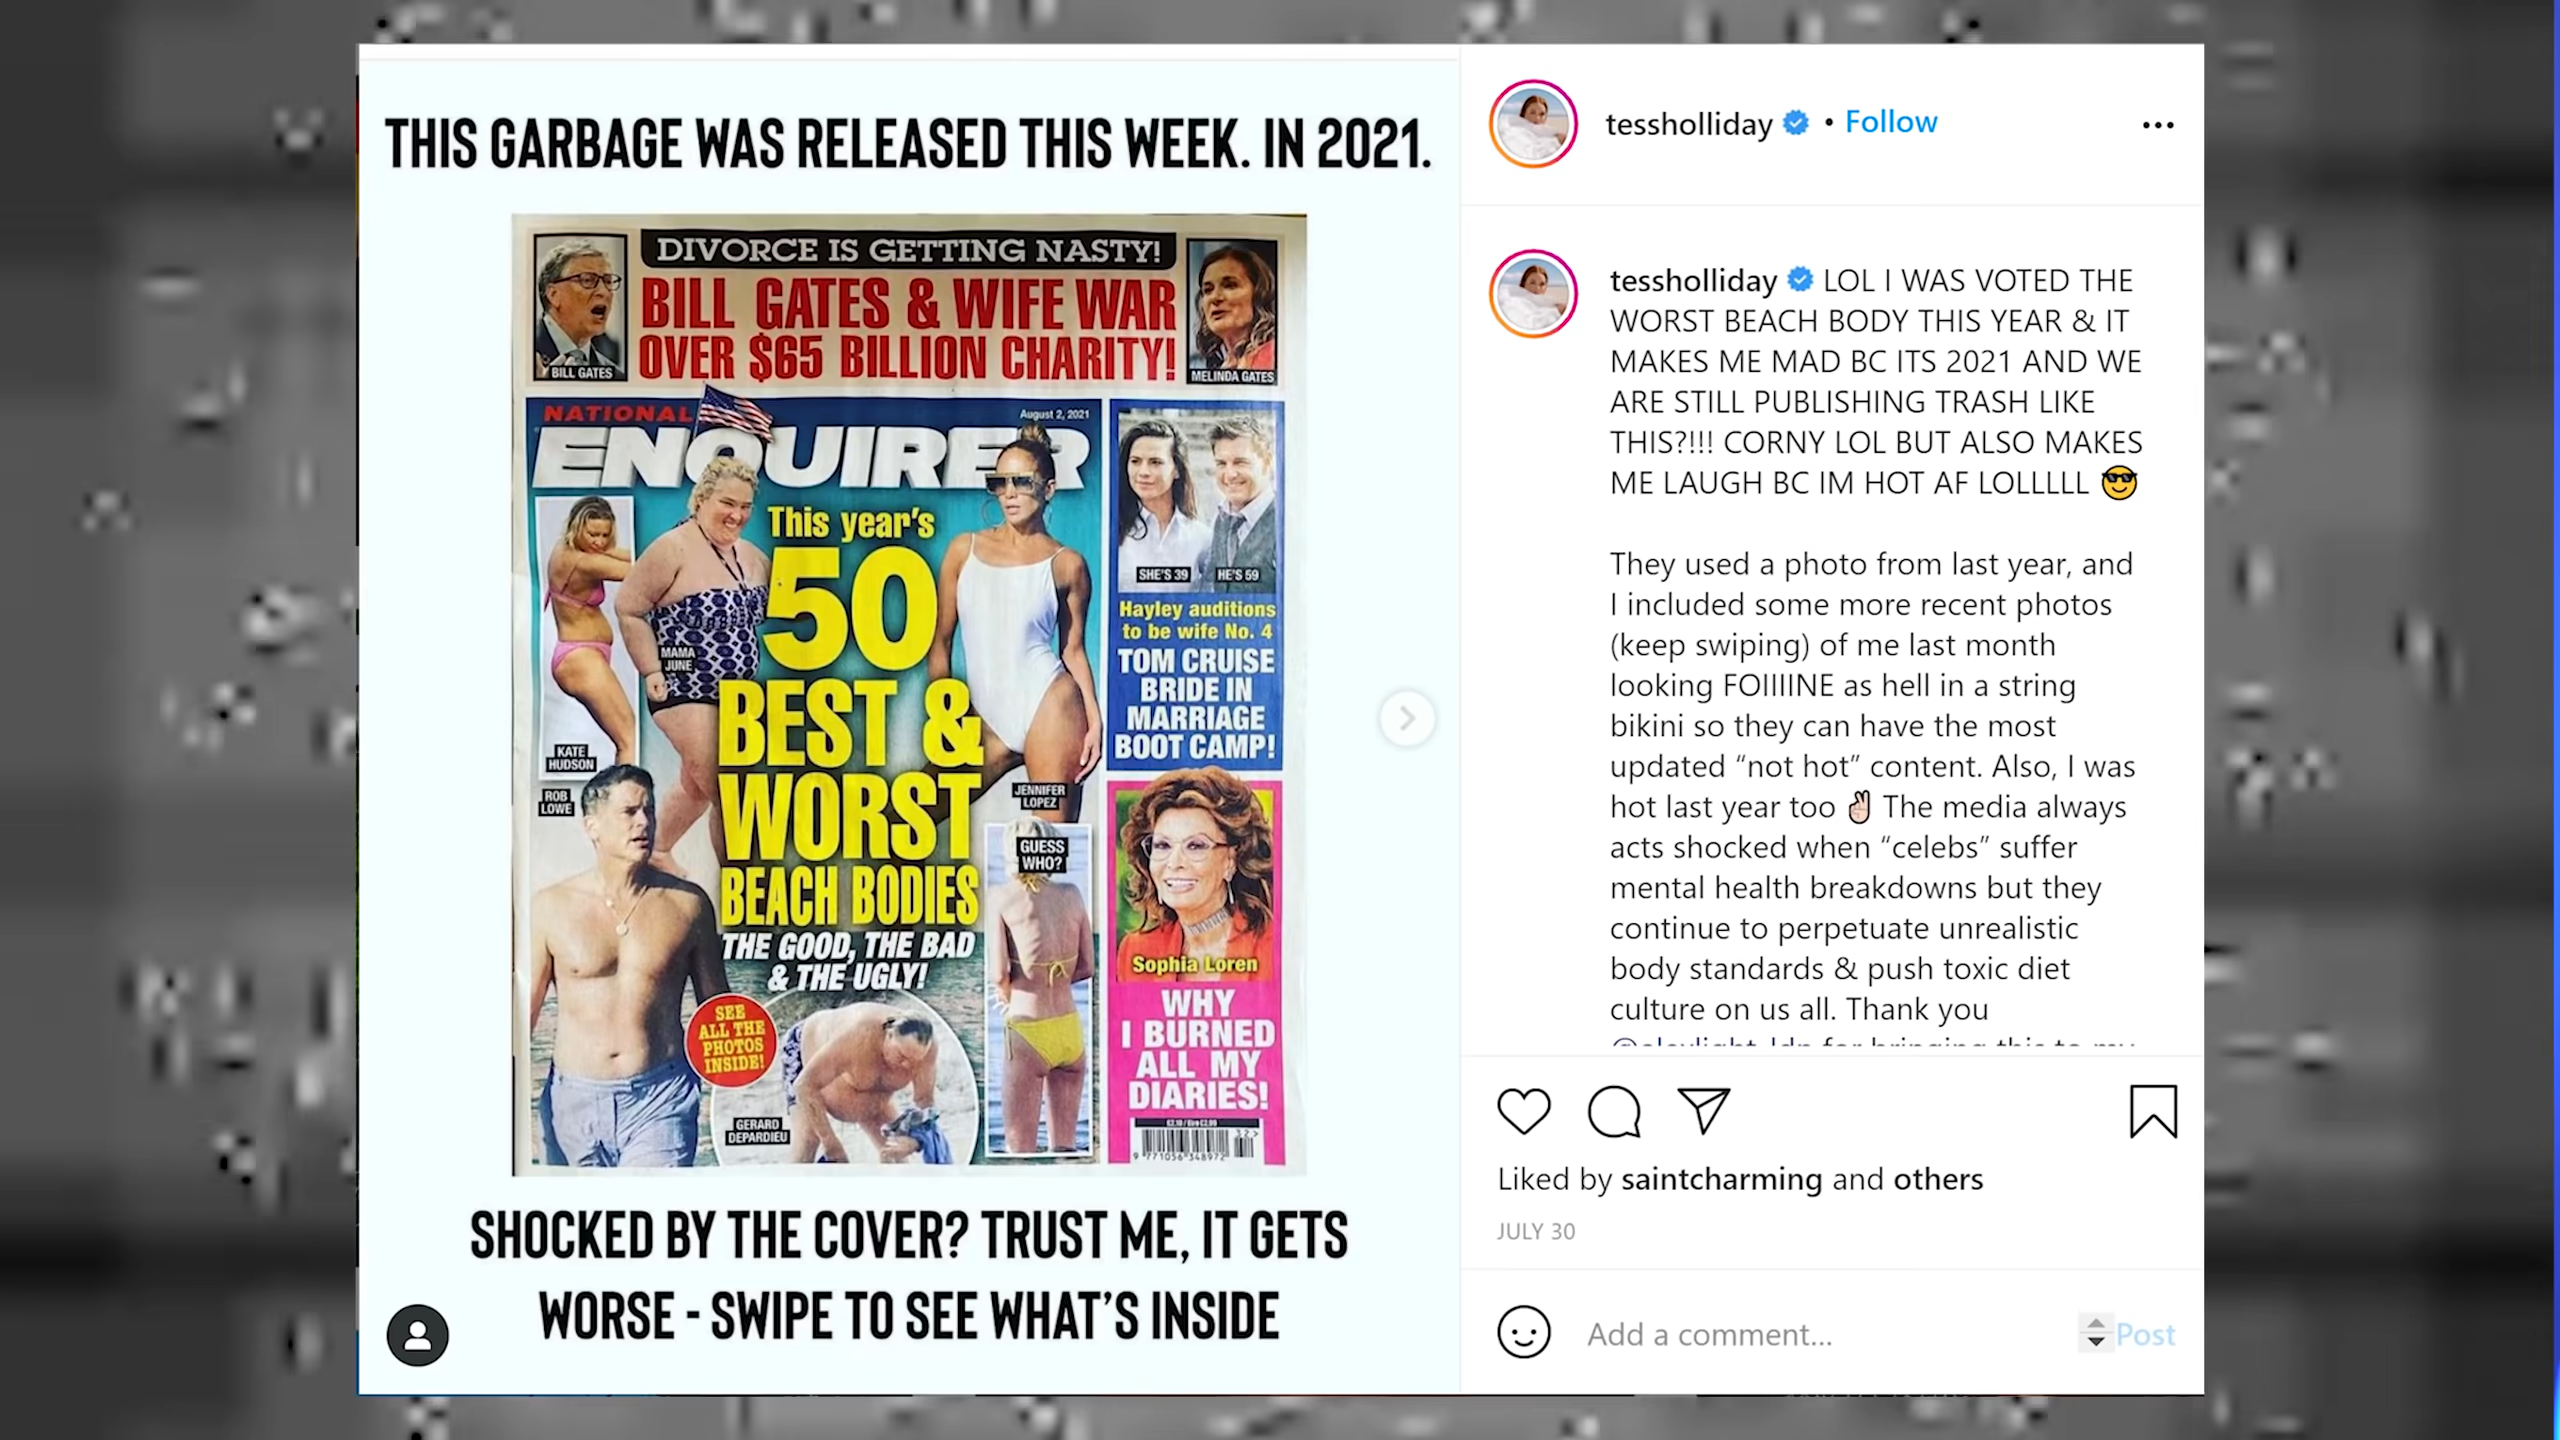 THIS GARBAGE WAS RELEASED THIS WEEK. IN 2021.
DIVORCE IS GETTING NASTY!
BILL GATES & WIFE WAR
OVER $65 BILLION CHARITY!
BILL GATES
MELINDA GATES
NATIONAL
ENQUIRER
August 2, 2021
This year's
50
BEST &
WORST
BEACH BODIES
THE GOOD, THE BAD
& THE UGLY!
MAMA
JUNE
KATE
HUDSON
ROB
LOWE
JENNIFER
LOPEZ
GUESS
WHO?
SEE
ALL THE
PHOTOS
INSIDE!
GERARD
DEPARDIEU
SHE'S 39
HE'S 59
Hayley auditions
to be wife No. 4
TOM CRUISE
BRIDE IN
MARRIAGE
BOOT CAMP!
Sophia Loren
WHY
I BURNED
ALL MY
DIARIES!
9 771056 348972
SHOCKED BY THE COVER? TRUST ME, IT GETS
WORSE - SWIPE TO SEE WHAT'S INSIDE
tessholliday • Follow
tessholliday LOL I WAS VOTED THE
WORST BEACH BODY THIS YEAR & IT
MAKES ME MAD BC ITS 2021 AND WE
ARE STILL PUBLISHING TRASH LIKE
THIS?!!! CORNY LOL BUT ALSO MAKES
ME LAUGH BC IM HOT AF LOLLLLL 😎
They used a photo from last year, and
I included some more recent photos
(keep swiping) of me last month
looking FOIIIINE as hell in a string
bikini so they can have the most
updated “not hot” content. Also, I was
hot last year too ✌🏻 The media always
acts shocked when “celebs” suffer
mental health breakdowns but they
continue to perpetuate unrealistic
body standards & push toxic diet
culture on us all. Thank you
for bringing this to my
Liked by saintcharming and others
JULY 30
Add a comment...
Post